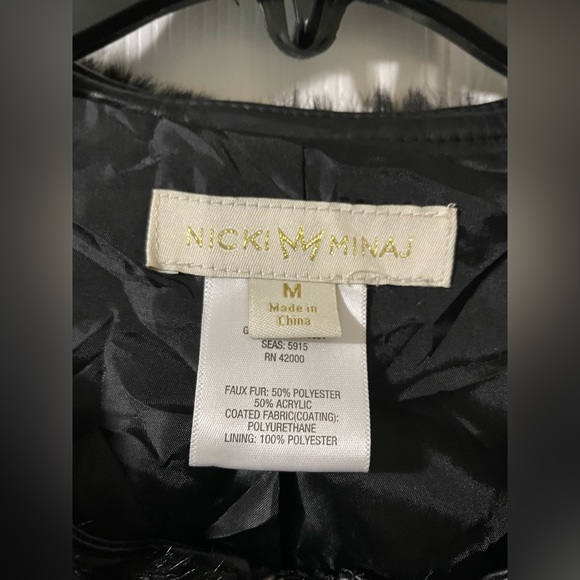 NICKI MINAJ
M
Made in
China
SEAS: 5915
RN 42000
FAUX FUR: 50% POLYESTER
50% ACRYLIC
COATED FABRIC(COATING):
POLYURETHANE
LINING: 100% POLYESTER